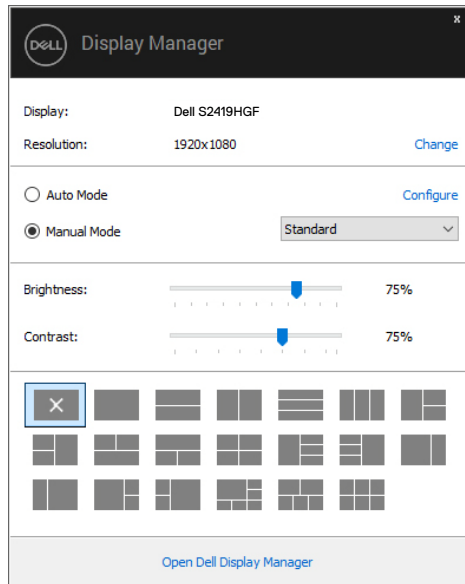 x
DELL Display Manager
Display: Dell S2419HGF
Resolution: 1920x1080 Change
Auto Mode Configure
Manual Mode Standard
Brightness: 75%
Contrast: 75%
Open Dell Display Manager